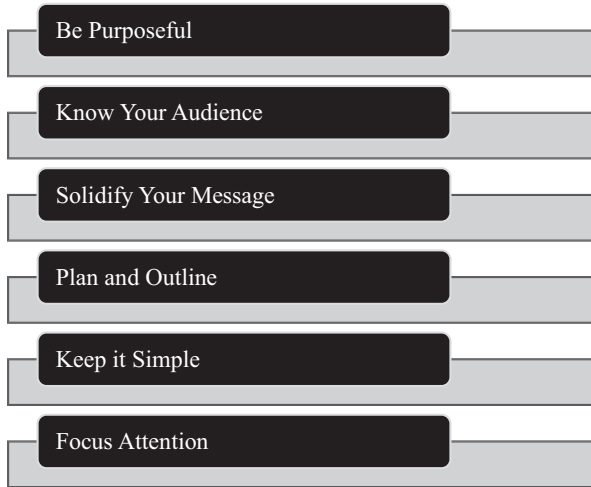 Be Purposeful
Know Your Audience
Solidify Your Message
Plan and Outline
Keep it Simple
Focus Attention